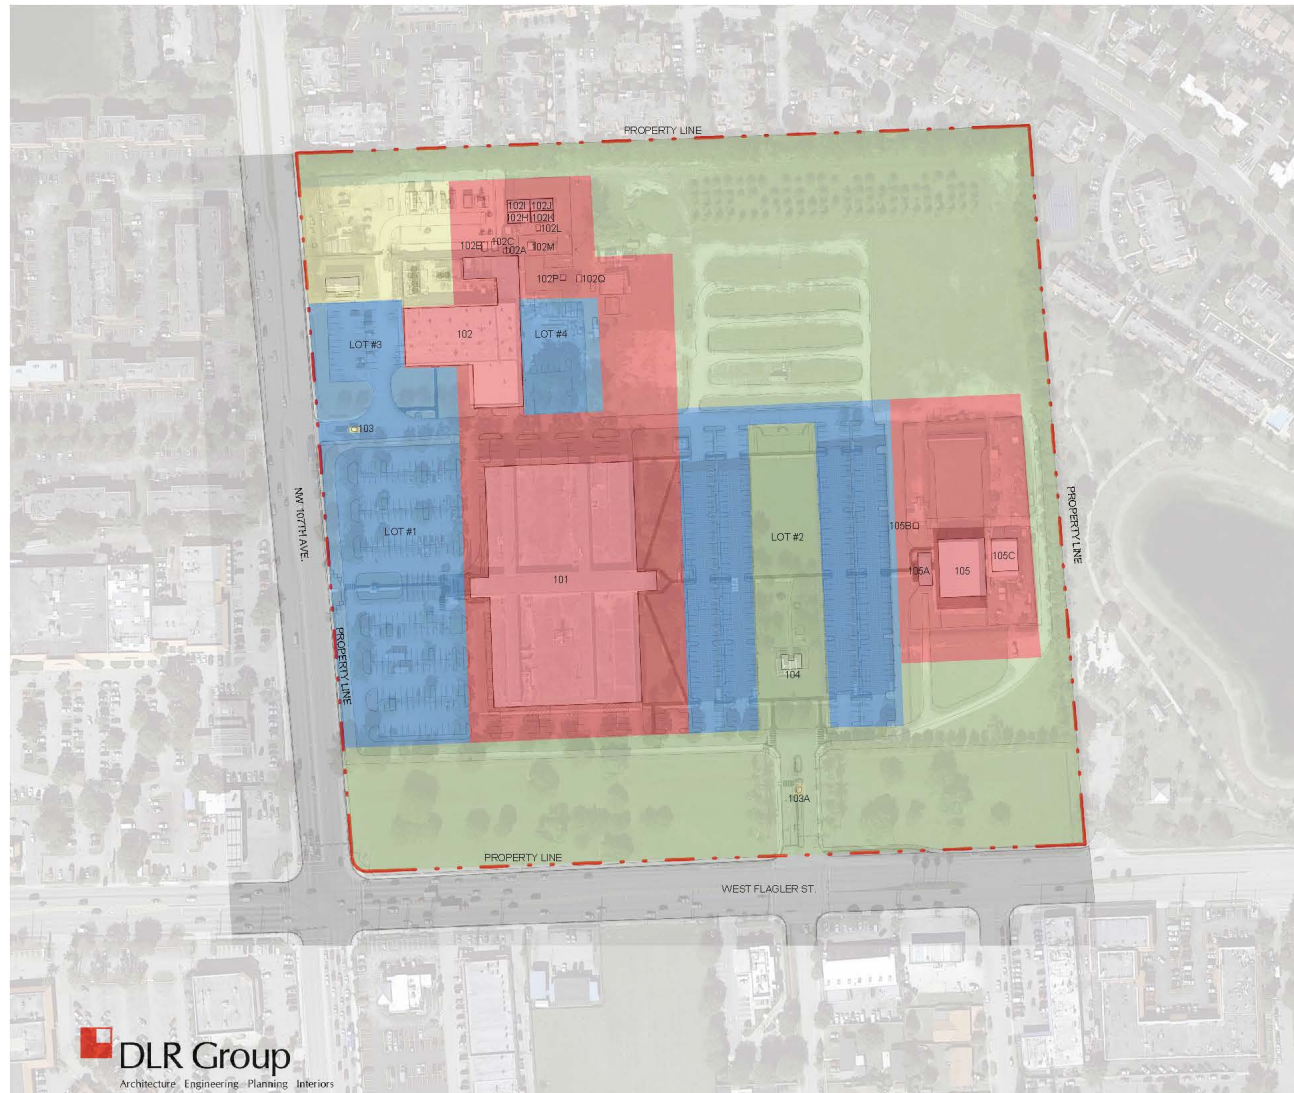 PROPERTY LINE
102I 102J
102H 102K
102L
102B 102C
102A 102M
102P 102Q
102
LOT #3
LOT #4
103
NW 107TH AVE.
LOT #1
LOT #2
101
105B
105A
105
105C
PROPERTY LINE
PROPERTY LINE
104
103A
PROPERTY LINE
WEST FLAGLER ST.
DLR Group
Architecture Engineering Planning Interiors